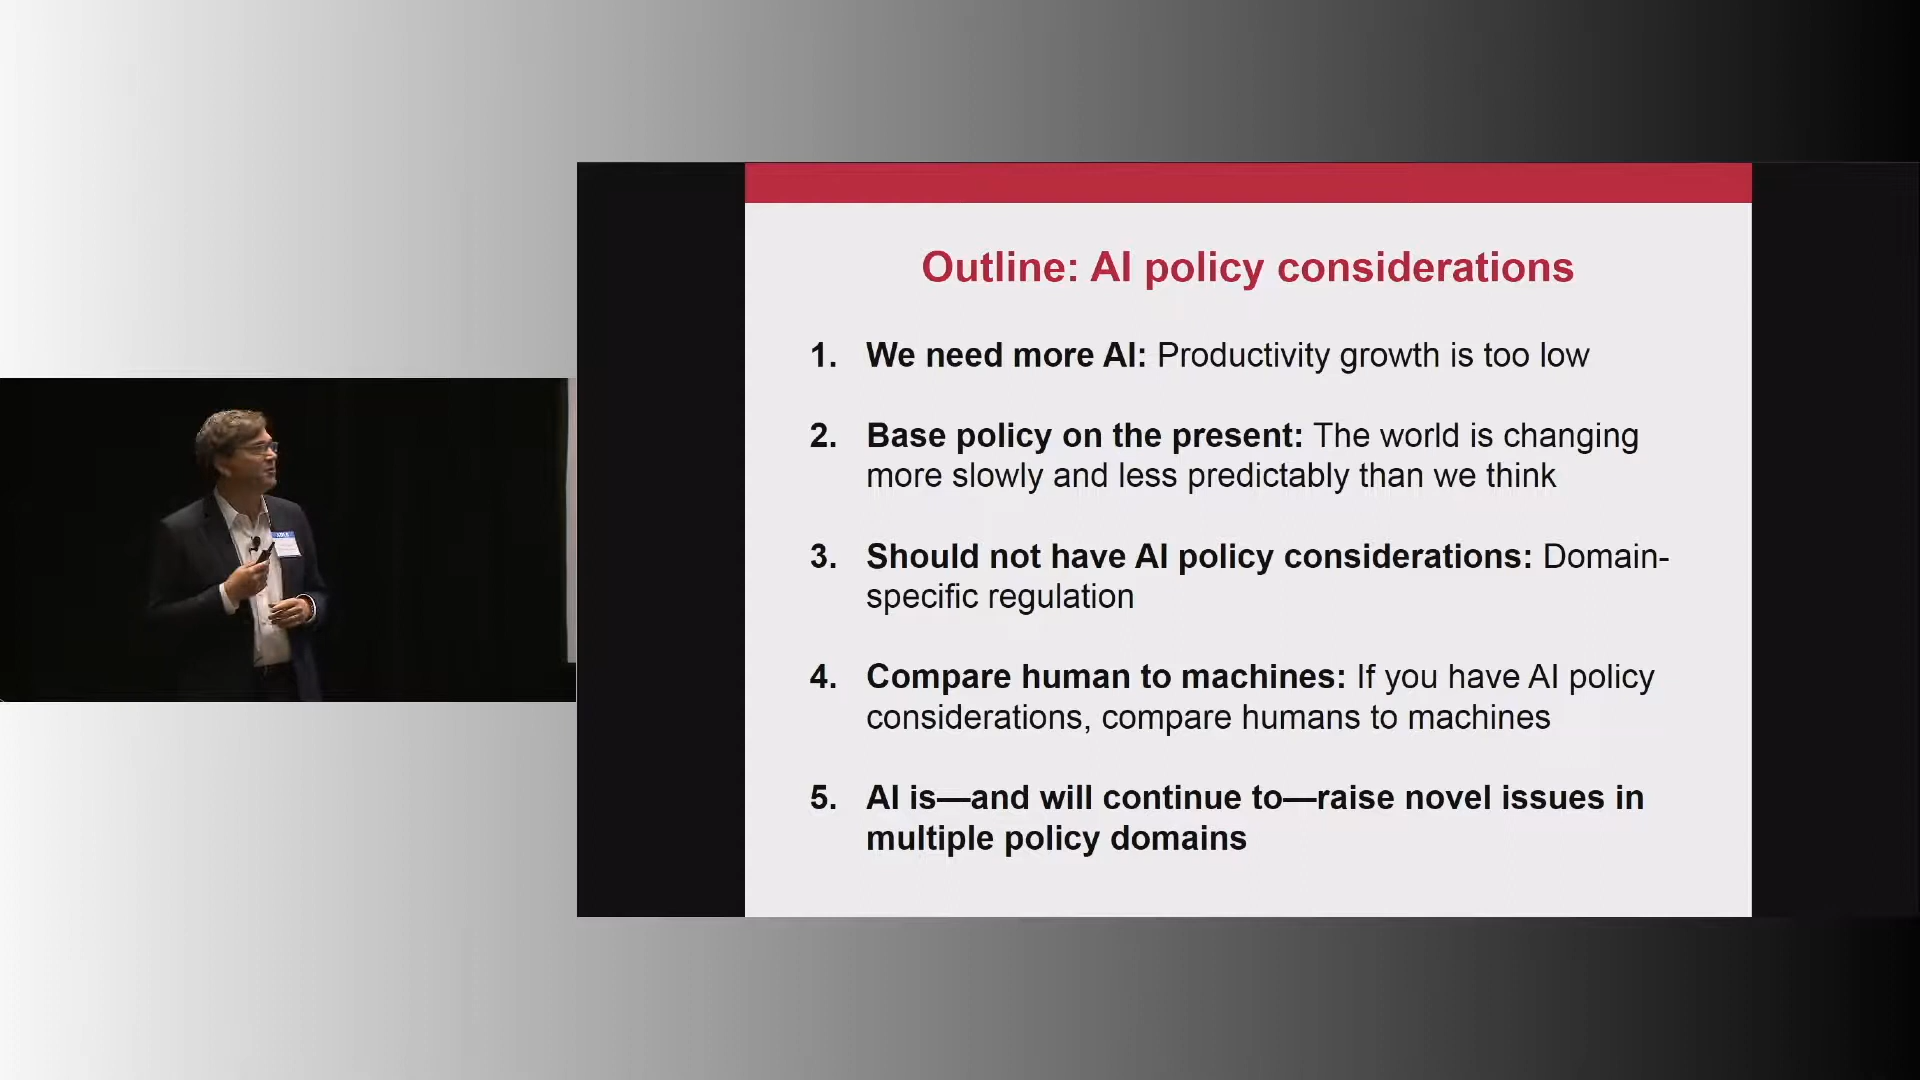 Outline: AI policy considerations
1. We need more AI: Productivity growth is too low
2. Base policy on the present: The world is changing
more slowly and less predictably than we think
3. Should not have AI policy considerations: Domain-
specific regulation
4. Compare human to machines: If you have AI policy
considerations, compare humans to machines
5. AI is—and will continue to—raise novel issues in
multiple policy domains